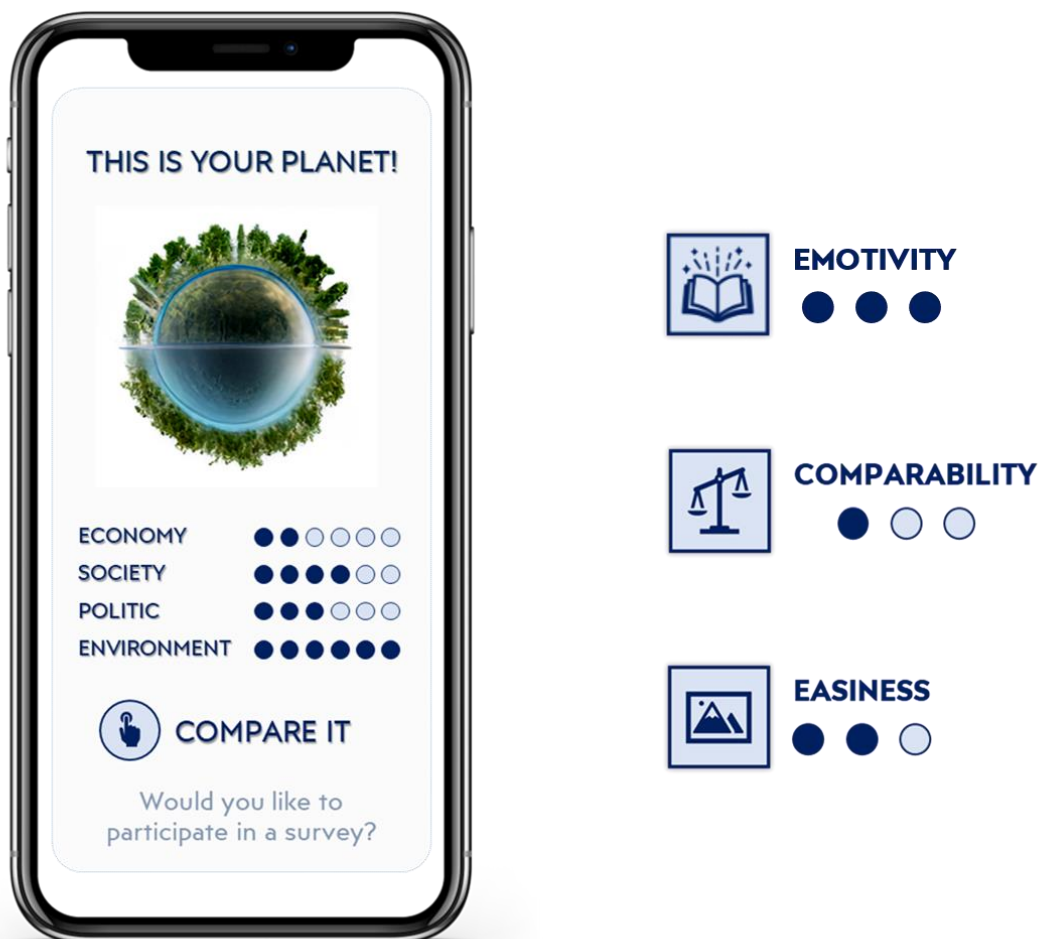 THIS IS YOUR PLANET!
ECONOMY
SOCIETY
POLITIC
ENVIRONMENT
COMPARE IT
Would you like to
participate in a survey?
EMOTIVITY
COMPARABILITY
EASINESS